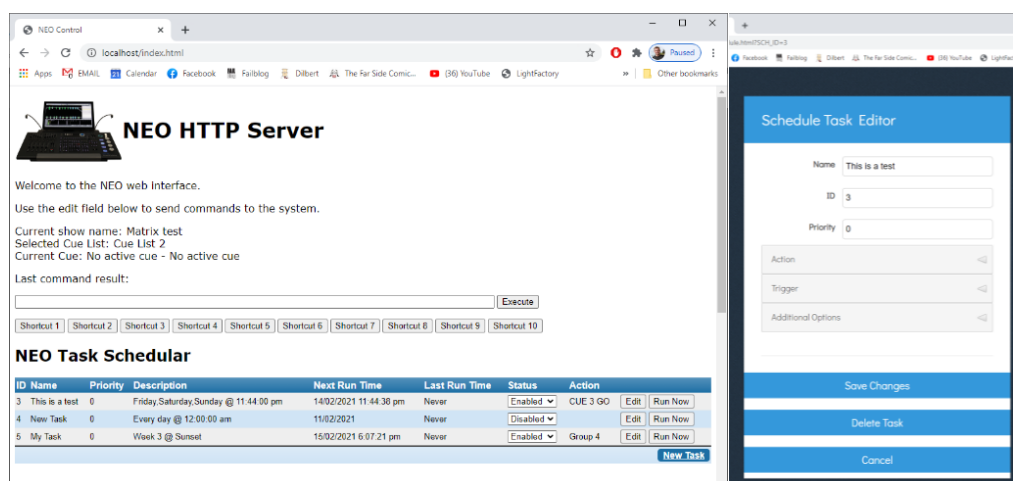 NEO Control
localhost/index.html
Paused
Apps EMAIL Calendar Facebook Failblog Dilbert The Far Side Comic... (36) YouTube LightFactory » Other bookmarks
NEO HTTP Server
Welcome to the NEO web interface.
Use the edit field below to send commands to the system.
Current show name: Matrix test
Selected Cue List: Cue List 2
Current Cue: No active cue - No active cue
Last command result:
Execute
Shortcut 1 Shortcut 2 Shortcut 3 Shortcut 4 Shortcut 5 Shortcut 6 Shortcut 7 Shortcut 8 Shortcut 9 Shortcut 10
NEO Task Schedular
ID Name Priority Description Next Run Time Last Run Time Status Action
3 This is a test 0 Friday,Saturday,Sunday @ 11:44:00 pm 14/02/2021 11:44:38 pm Never Enabled CUE 3 GO Edit Run Now
4 New Task 0 Every day @ 12:00:00 am 11/02/2021 Never Disabled Edit Run Now
5 My Task 0 Week 3 @ Sunset 15/02/2021 6:07:21 pm Never Enabled Group 4 Edit Run Now
New Task
ule.html?SCH_ID=3
Facebook Failblog Dilbert The Far Side Comic... (36) YouTube LightFact
Schedule Task Editor
Name This is a test
ID 3
Priority 0
Action
Trigger
Additional Options
Save Changes
Delete Task
Cancel